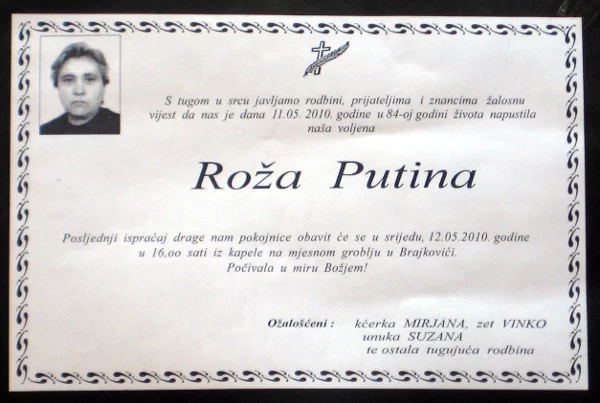 S tugom u srcu javljamo rodbini, prijateljima i znancima žalosnu
vijest da nas je dana 11.05. 2010. godine u 84-oj godini života napustila
naša voljena
Roža Putina
Posljednji ispraćaj drage nam pokojnice obavit će se u srijedu, 12.05.2010. godine
u 16,oo sati iz kapele na mjesnom groblju u Brajkovići.
Počivala u miru Božjem!
Ožalošćeni : kćerka MIRJANA, zet VINKO
unuka SUZANA
te ostala tugujuća rodbina